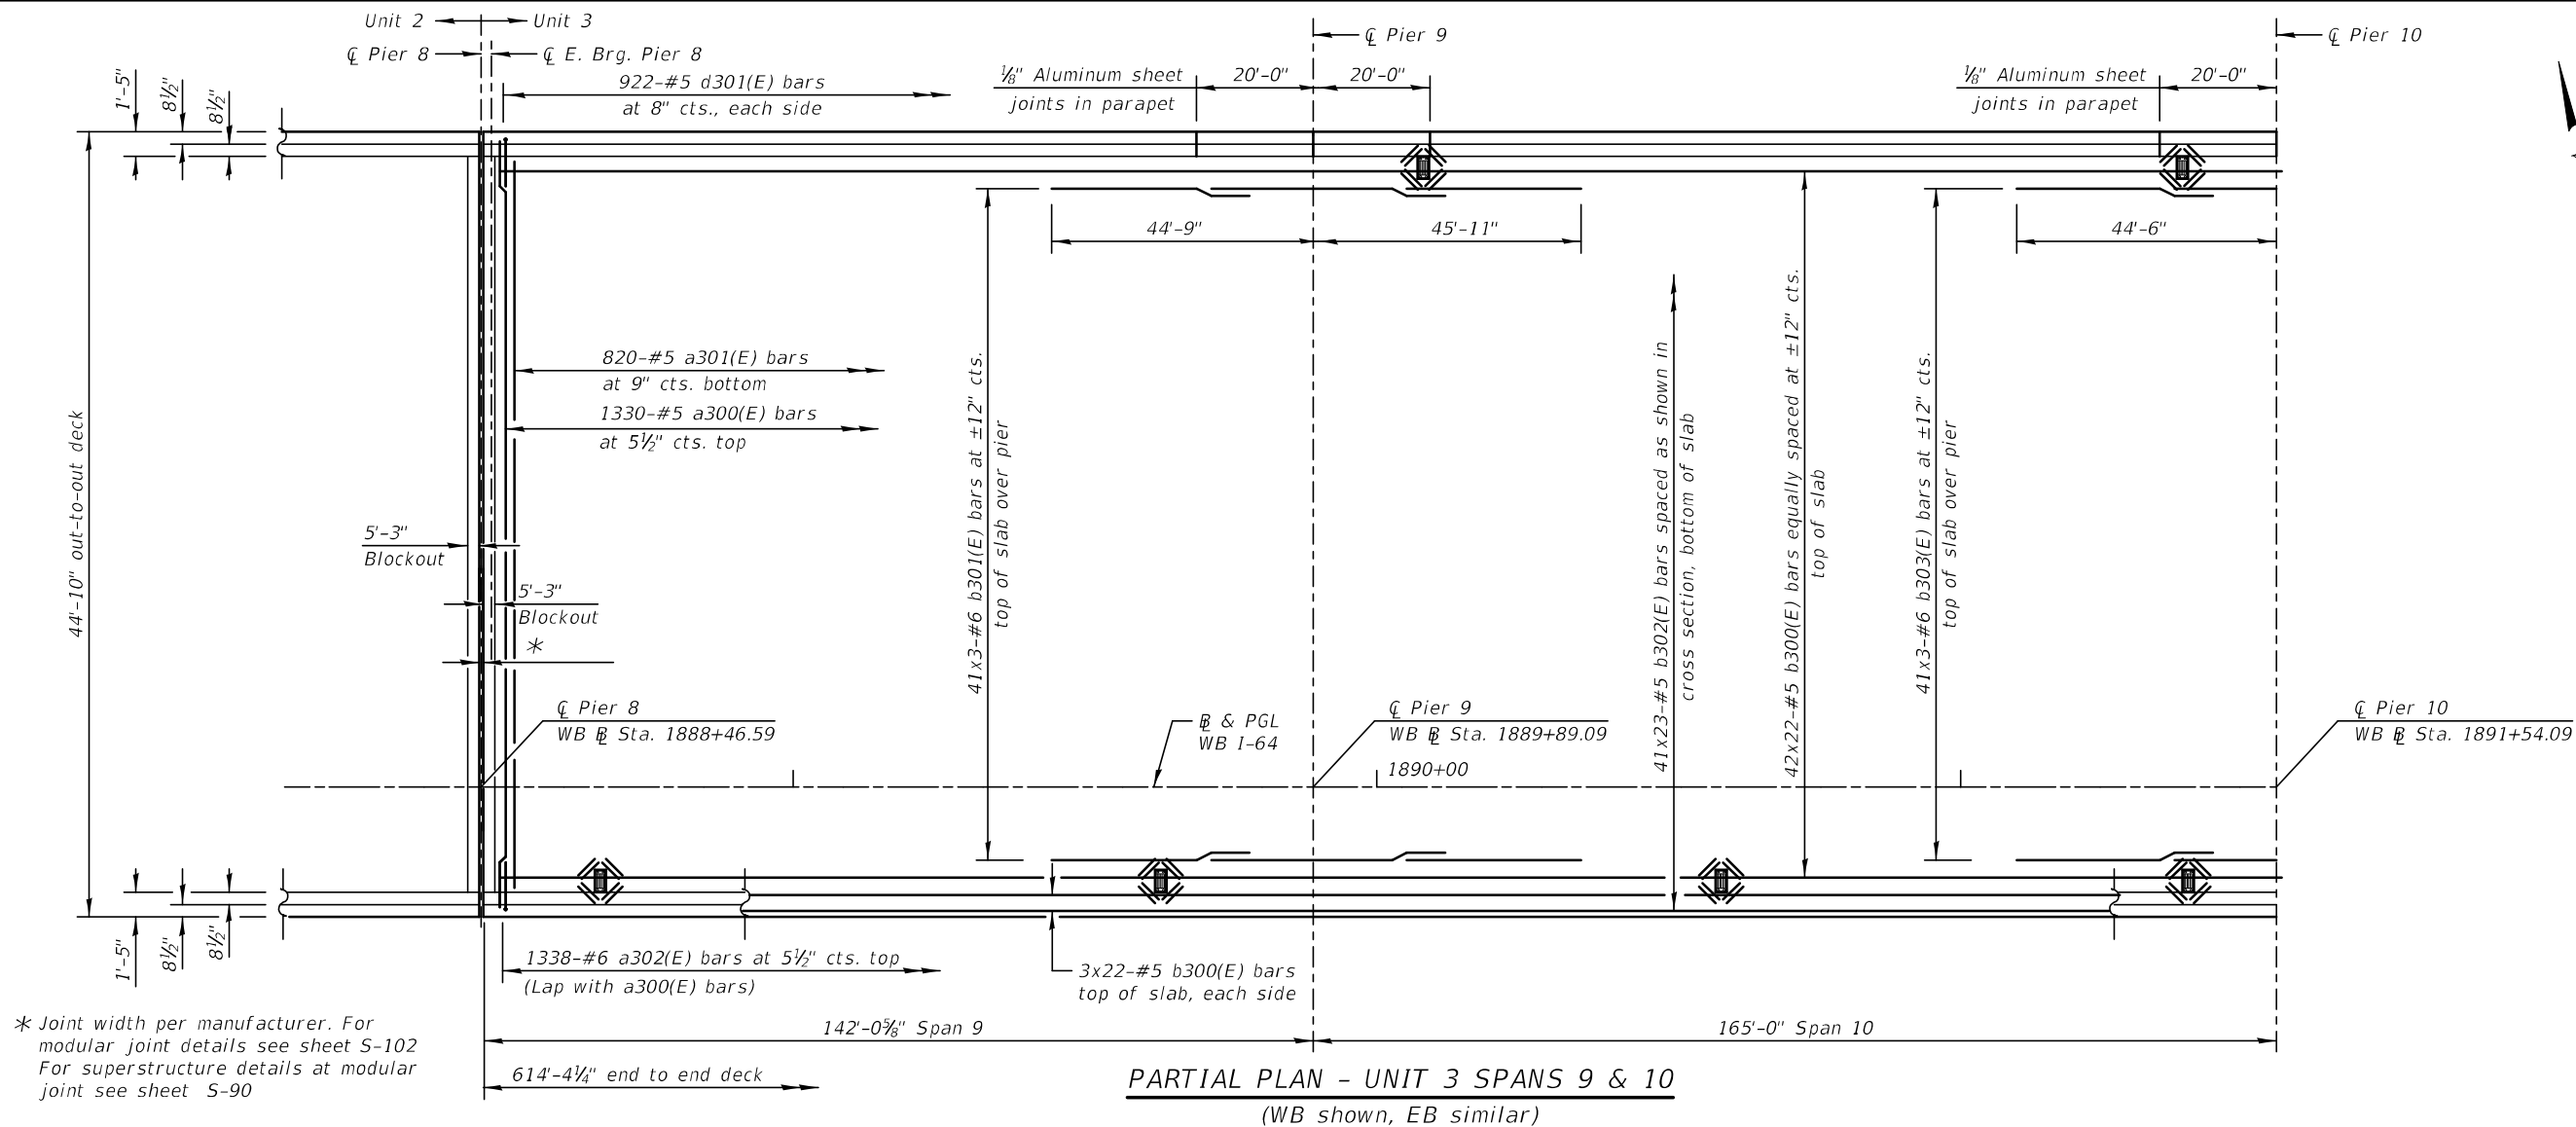 Unit 2
Unit 3
℄ Pier 8
℄ E. Brg. Pier 8
℄ Pier 9
℄ Pier 10
1'-5"
8½"
8½"
922-#5 d301(E) bars
at 8" cts., each side
⅛" Aluminum sheet
joints in parapet
20'-0"
20'-0"
⅛" Aluminum sheet
joints in parapet
20'-0"
44'-9"
45'-11"
44'-6"
820-#5 a301(E) bars
at 9" cts. bottom
1330-#5 a300(E) bars
at 5½" cts. top
44'-10" out-to-out deck
41x3-#6 b301(E) bars at ±12" cts.
top of slab over pier
41x23-#5 b302(E) bars spaced as shown in
cross section, bottom of slab
42x22-#5 b300(E) bars equally spaced at ±12" cts.
top of slab
41x3-#6 b303(E) bars at ±12" cts.
top of slab over pier
5'-3"
Blockout
5'-3"
Blockout
*
℄ Pier 8
WB BL Sta. 1888+46.59
BL & PGL
WB I-64
℄ Pier 9
WB BL Sta. 1889+89.09
1890+00
℄ Pier 10
WB BL Sta. 1891+54.09
1'-5"
8½"
8½"
1338-#6 a302(E) bars at 5½" cts. top
(Lap with a300(E) bars)
3x22-#5 b300(E) bars
top of slab, each side
* Joint width per manufacturer. For
modular joint details see sheet S-102
For superstructure details at modular
joint see sheet S-90
142'-0⅝" Span 9
165'-0" Span 10
614'-4¼" end to end deck
PARTIAL PLAN - UNIT 3 SPANS 9 & 10
(WB shown, EB similar)